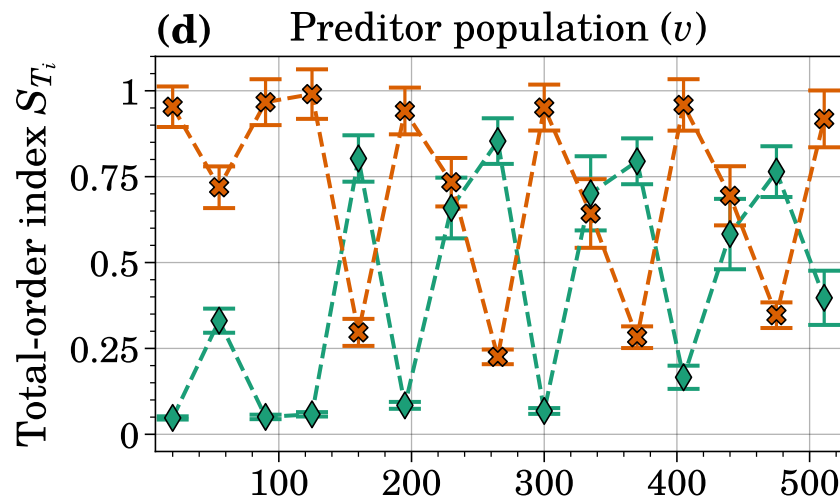 (d) Preditor population (v)
Total-order index S_{T_i}
1
0.75
0.5
0.25
0
100 200 300 400 500